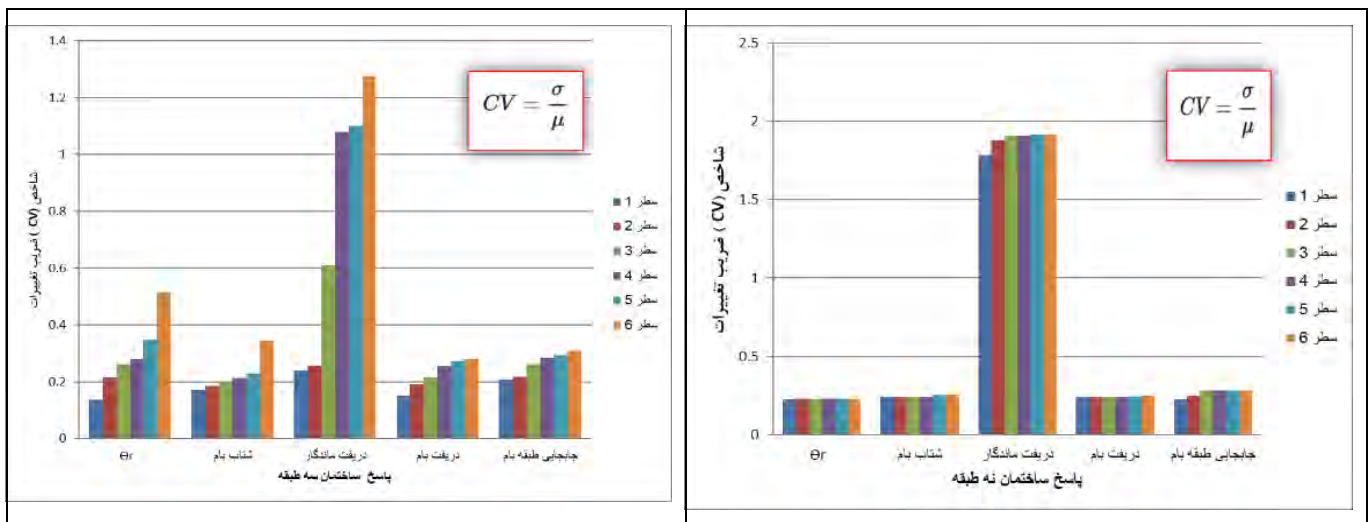 1.4
1.2
1
0.8
0.6
0.4
0.2
0
شاخص (CV) ضریب تغییرات
CV = σ/μ
سطر 1
سطر 2
سطر 3
سطر 4
سطر 5
سطر 6
Ɵr
شتاب بام
دریفت ماندگار
دریفت بام
جابجایی طبقه بام
پاسخ ساختمان سه طبقه
2.5
2
1.5
1
0.5
0
شاخص (CV) ضریب تغییرات
CV = σ/μ
سطر 1
سطر 2
سطر 3
سطر 4
سطر 5
سطر 6
Ɵr
شتاب بام
دریفت ماندگار
دریفت بام
جابجایی طبقه بام
پاسخ ساختمان نه طبقه